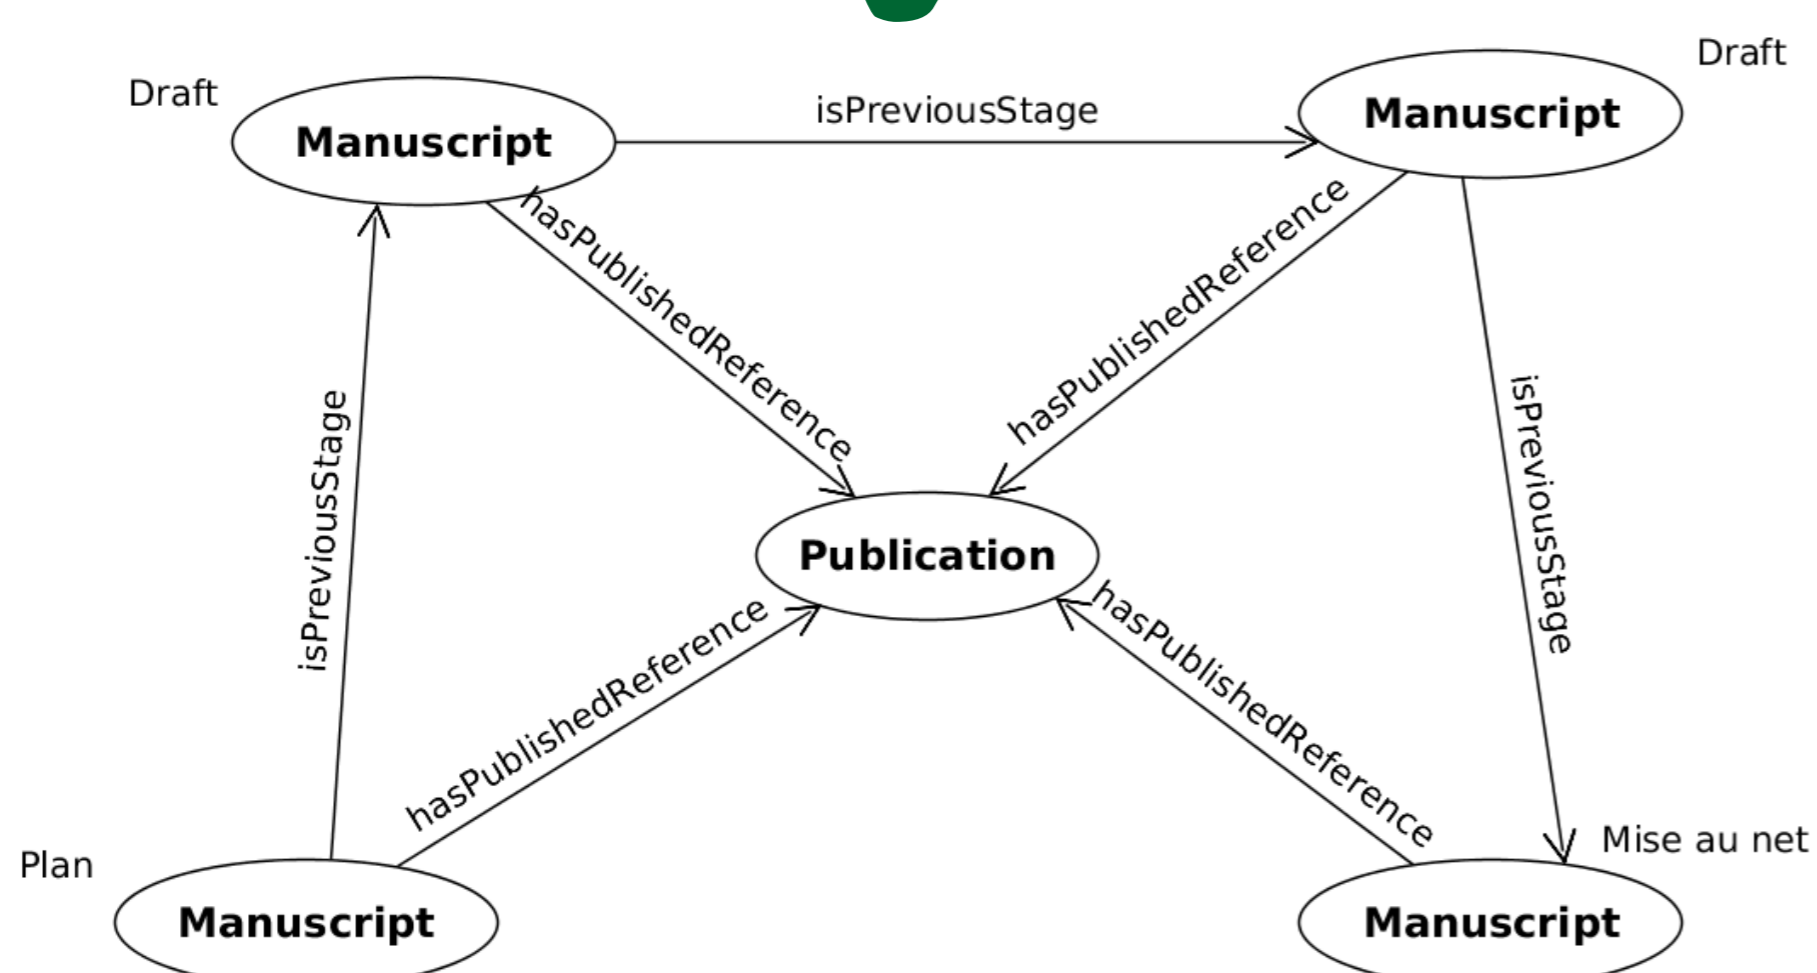 Draft
Manuscript
isPreviousStage
Manuscript
Draft
hasPublishedReference
hasPublishedReference
isPreviousStage
isPreviousStage
Publication
hasPublishedReference
hasPublishedReference
Plan
Manuscript
Mise au net
Manuscript